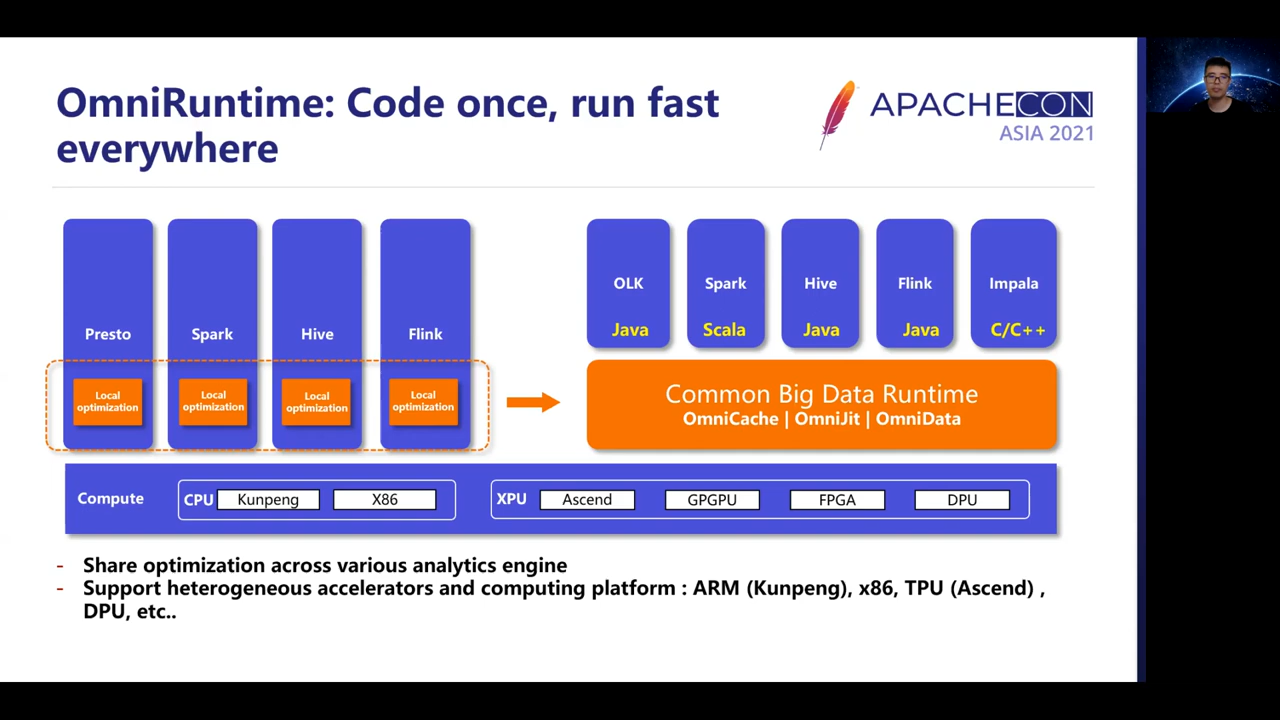 OmniRuntime: Code once, run fast
everywhere
APACHECON
ASIA 2021
Presto
Spark
Hive
Flink
Local
optimization
Local
optimization
Local
optimization
Local
optimization
OLK
Java
Spark
Scala
Hive
Java
Flink
Java
Impala
C/C++
Common Big Data Runtime
OmniCache | OmniJit | OmniData
Compute
CPU
Kunpeng
X86
XPU
Ascend
GPGPU
FPGA
DPU
- Share optimization across various analytics engine
- Support heterogeneous accelerators and computing platform : ARM (Kunpeng), x86, TPU (Ascend) ,
DPU, etc..